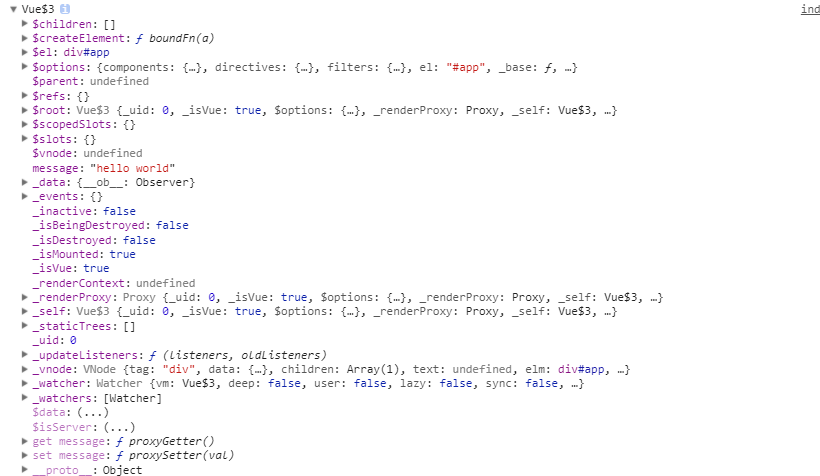 ▼ Vue$3 i ind
▶ $children: []
▶ $createElement: ƒ boundFn(a)
▶ $el: div#app
▶ $options: {components: {…}, directives: {…}, filters: {…}, el: "#app", _base: ƒ, …}
$parent: undefined
▶ $refs: {}
▶ $root: Vue$3 {_uid: 0, _isVue: true, $options: {…}, _renderProxy: Proxy, _self: Vue$3, …}
▶ $scopedSlots: {}
▶ $slots: {}
$vnode: undefined
message: "hello world"
▶ _data: {__ob__: Observer}
▶ _events: {}
_inactive: false
_isBeingDestroyed: false
_isDestroyed: false
_isMounted: true
_isVue: true
_renderContext: undefined
▶ _renderProxy: Proxy {_uid: 0, _isVue: true, $options: {…}, _renderProxy: Proxy, _self: Vue$3, …}
▶ _self: Vue$3 {_uid: 0, _isVue: true, $options: {…}, _renderProxy: Proxy, _self: Vue$3, …}
▶ _staticTrees: []
_uid: 0
▶ _updateListeners: ƒ (listeners, oldListeners)
▶ _vnode: VNode {tag: "div", data: {…}, children: Array(1), text: undefined, elm: div#app, …}
▶ _watcher: Watcher {vm: Vue$3, deep: false, user: false, lazy: false, sync: false, …}
▶ _watchers: [Watcher]
$data: (...)
$isServer: (...)
▶ get message: ƒ proxyGetter()
▶ set message: ƒ proxySetter(val)
▶ __proto__: Object